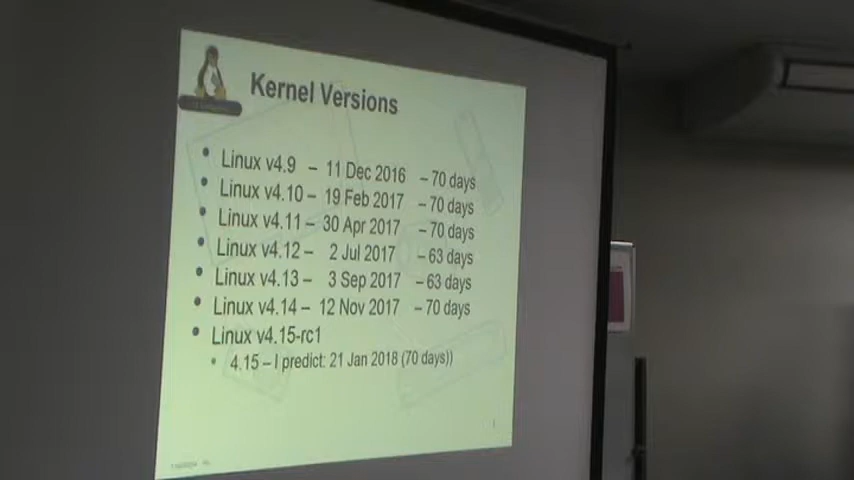 Kernel Versions
• Linux v4.9 – 11 Dec 2016 – 70 days
• Linux v4.10 – 19 Feb 2017 – 70 days
• Linux v4.11 – 30 Apr 2017 – 70 days
• Linux v4.12 – 2 Jul 2017 – 63 days
• Linux v4.13 – 3 Sep 2017 – 63 days
• Linux v4.14 – 12 Nov 2017 – 70 days
• Linux v4.15-rc1
• 4.15 – I predict: 21 Jan 2018 (70 days))